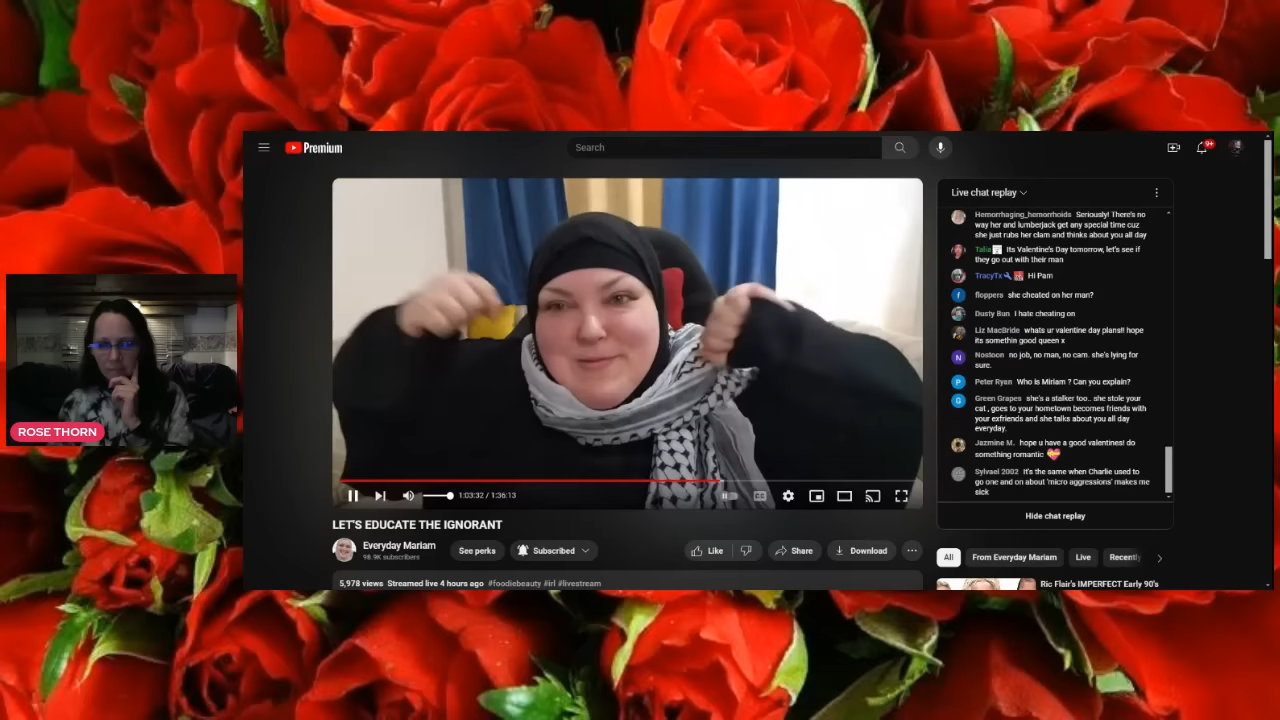 Premium
Search
9+
Live chat replay
Hemorrhaging_hemorrhoids Seriously! There's no
way her and lumberjack get any special time cuz
she just rubs her clam and thinks about you all day
Talia Its Valentine's Day tomorrow, let's see if
they go out with their man
TracyTx Hi Pam
floppers she cheated on her man?
Dusty Bun I hate cheating on
Liz MacBride whats ur valentine day plans!! hope
its somethin good queen x
Nostoon no job, no man, no cam. she's lying for
sure.
Peter Ryan Who is Miriam ? Can you explain?
Green Grapes she's a stalker too.. she stole your
cat , goes to your hometown becomes friends with
your exfriends and she talks about you all day
everyday.
Jazmine M. hope u have a good valentines! do
something romantic
Sylvael 2002 It's the same when Charlie used to
go one and on about 'micro aggressions' makes me
sick
Hide chat replay
ROSE THORN
1:03:32 / 1:36:13
LET'S EDUCATE THE IGNORANT
Everyday Mariam
98.9K subscribers
See perks
Subscribed
Like
Share
Download
All
From Everyday Mariam
Live
Recently
5,978 views Streamed live 4 hours ago #foodiebeauty #irl #livestream
Ric Flair's IMPERFECT Early 90's